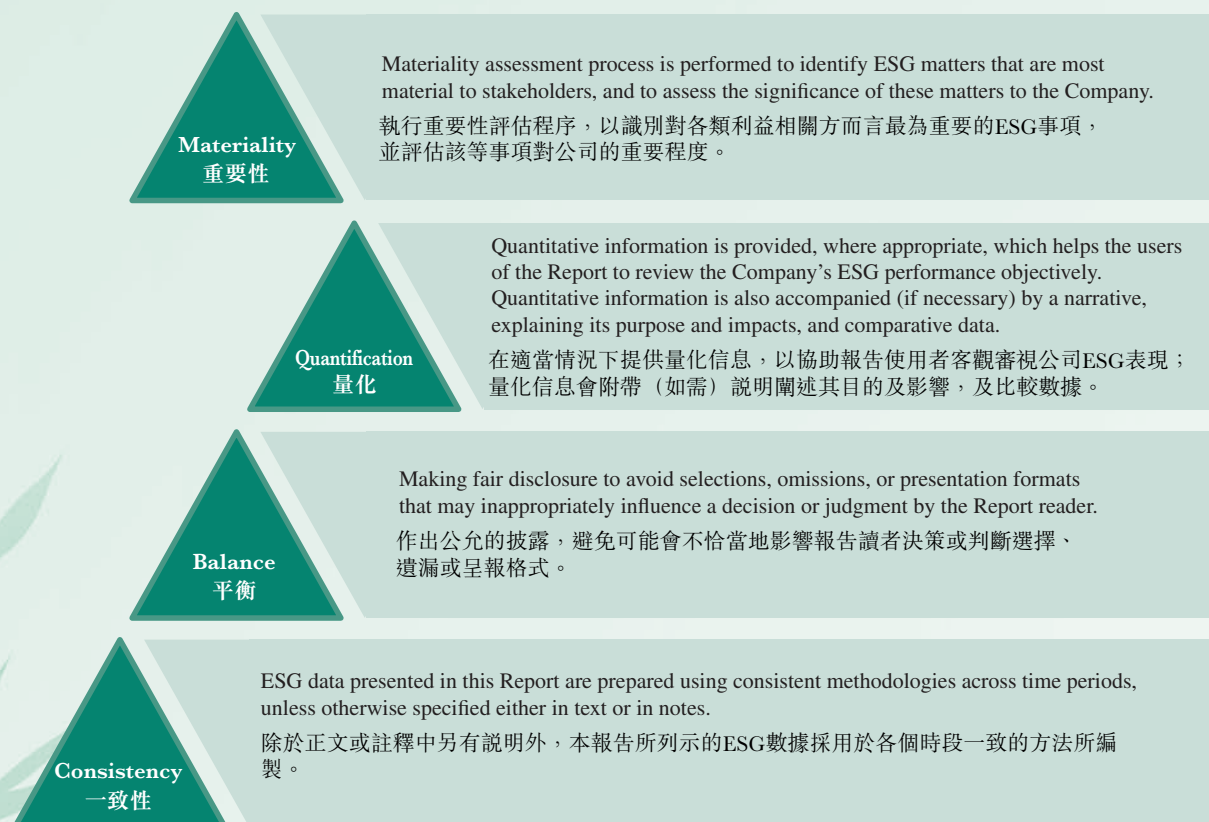 Materiality
重要性
Materiality assessment process is performed to identify ESG matters that are most
material to stakeholders, and to assess the significance of these matters to the Company.
執行重要性評估程序，以識別對各類利益相關方而言最為重要的ESG事項，
並評估該等事項對公司的重要程度。
Quantification
量化
Quantitative information is provided, where appropriate, which helps the users
of the Report to review the Company’s ESG performance objectively.
Quantitative information is also accompanied (if necessary) by a narrative,
explaining its purpose and impacts, and comparative data.
在適當情況下提供量化信息，以協助報告使用者客觀審視公司ESG表現；
量化信息會附帶（如需）説明闡述其目的及影響，及比較數據。
Balance
平衡
Making fair disclosure to avoid selections, omissions, or presentation formats
that may inappropriately influence a decision or judgment by the Report reader.
作出公允的披露，避免可能會不恰當地影響報告讀者決策或判斷選擇、
遺漏或呈報格式。
Consistency
一致性
ESG data presented in this Report are prepared using consistent methodologies across time periods,
unless otherwise specified either in text or in notes.
除於正文或註釋中另有説明外，本報告所列示的ESG數據採用於各個時段一致的方法所編
製。